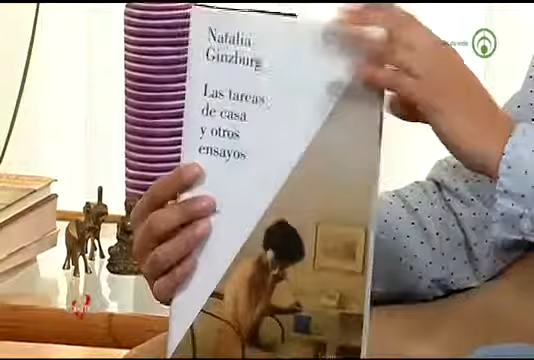 Natalia
Ginzburg
Las tareas
de casa
y otros
ensayos